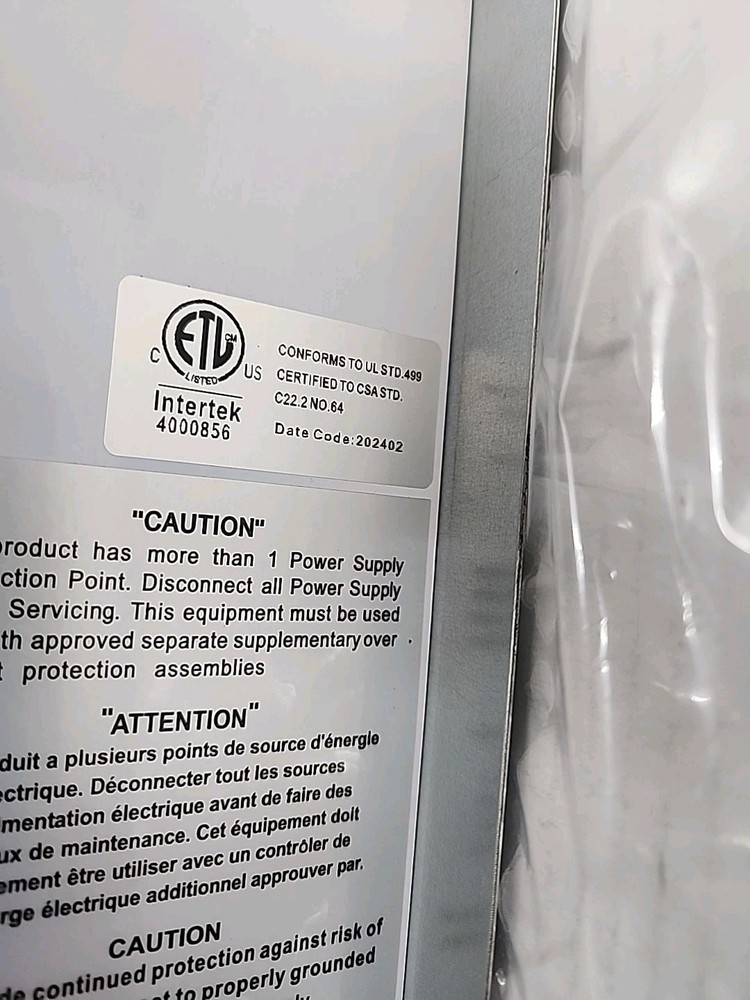 ETL
CM
C
LISTED
US
Intertek
4000856
CONFORMS TO UL STD.499
CERTIFIED TO CSA STD.
C22.2 NO.64
Date Code:202402
"CAUTION"
product has more than 1 Power Supply
ction Point. Disconnect all Power Supply
Servicing. This equipment must be used
th approved separate supplementary over
t protection assemblies
"ATTENTION"
duit a plusieurs points de source d'énergie
ectrique. Déconnecter tout les sources
mentation électrique avant de faire des
ux de maintenance. Cet équipement doit
ement être utiliser avec un contrôler de
rge électrique additionnel approuver par.
CAUTION
de continued protection against risk of
to properly grounded